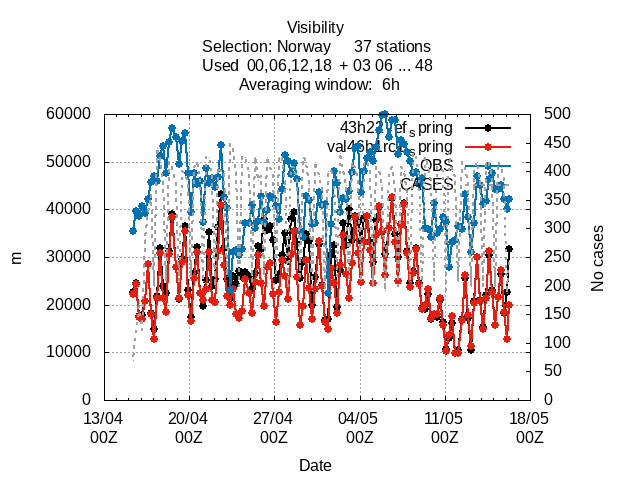 Visibility
Selection: Norway 37 stations
Used 00,06,12,18 + 03 06 ... 48
Averaging window: 6h
60000
50000
40000
30000
20000
10000
0
m
500
450
400
350
300
250
200
150
100
50
0
No cases
OBS
CASES
13/04 20/04 27/04 04/05 11/05 18/05
00Z 00Z 00Z 00Z 00Z 00Z
Date